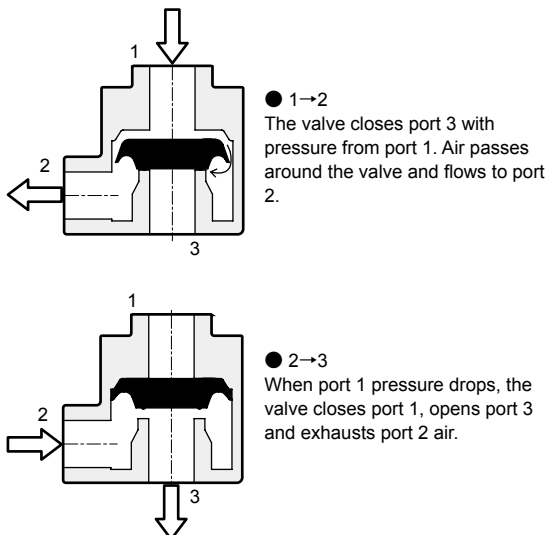 1
● 1→2
The valve closes port 3 with
pressure from port 1. Air passes
around the valve and flows to port
2.
2
3
1
● 2→3
When port 1 pressure drops, the
valve closes port 1, opens port 3
and exhausts port 2 air.
2
3